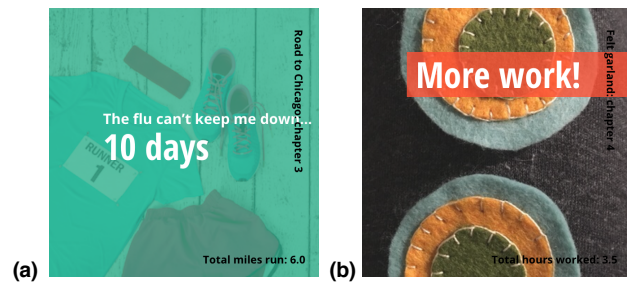 Road to Chicago: chapter 3
The flu can't keep me down...
10 days
RUNNER
1
Total miles run: 6.0
(a)
Felt garland: chapter 4
More work!
Total hours worked: 3.5
(b)